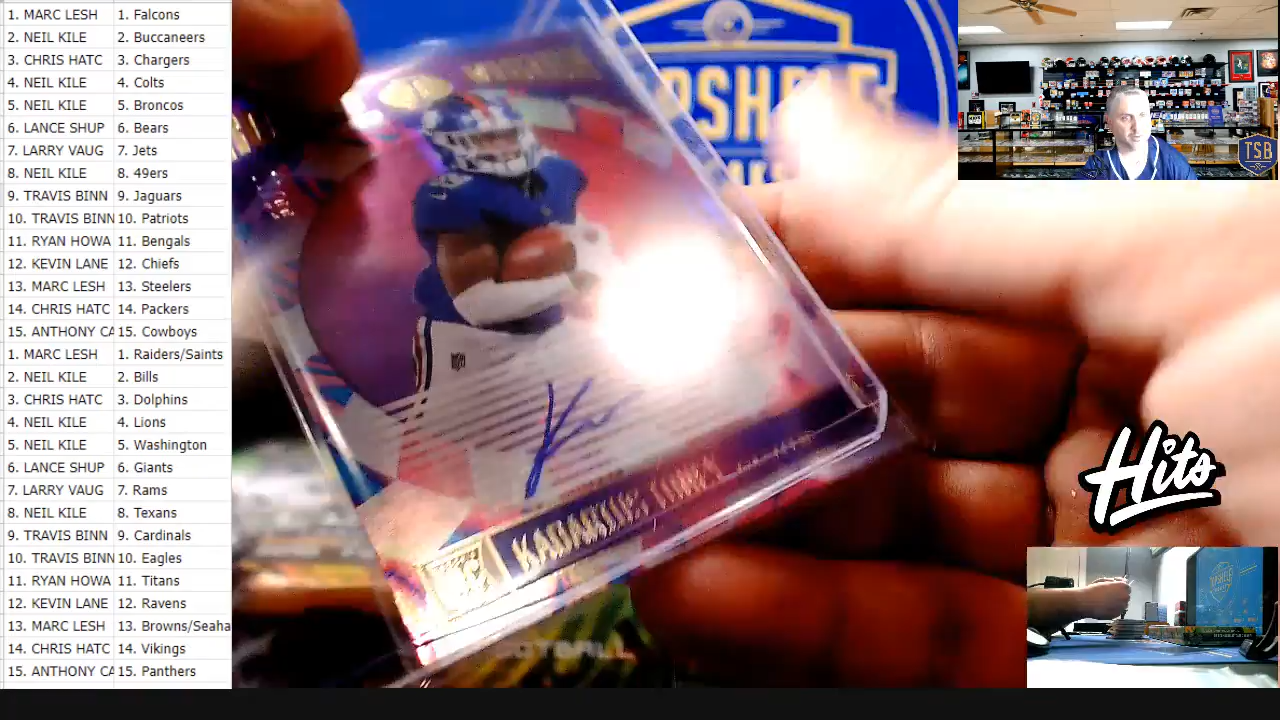 1. MARC LESH 1. Falcons
2. NEIL KILE 2. Buccaneers
3. CHRIS HATC 3. Chargers
4. NEIL KILE 4. Colts
5. NEIL KILE 5. Broncos
6. LANCE SHUP 6. Bears
7. LARRY VAUG 7. Jets
8. NEIL KILE 8. 49ers
9. TRAVIS BINN 9. Jaguars
10. TRAVIS BINN 10. Patriots
11. RYAN HOWA 11. Bengals
12. KEVIN LANE 12. Chiefs
13. MARC LESH 13. Steelers
14. CHRIS HATC 14. Packers
15. ANTHONY CA 15. Cowboys
1. MARC LESH 1. Raiders/Saints
2. NEIL KILE 2. Bills
3. CHRIS HATC 3. Dolphins
4. NEIL KILE 4. Lions
5. NEIL KILE 5. Washington
6. LANCE SHUP 6. Giants
7. LARRY VAUG 7. Rams
8. NEIL KILE 8. Texans
9. TRAVIS BINN 9. Cardinals
10. TRAVIS BINN 10. Eagles
11. RYAN HOWA 11. Titans
12. KEVIN LANE 12. Ravens
13. MARC LESH 13. Browns/Seaha
14. CHRIS HATC 14. Vikings
15. ANTHONY CA 15. Panthers
KADARIUS TONEY
TSB
Hits